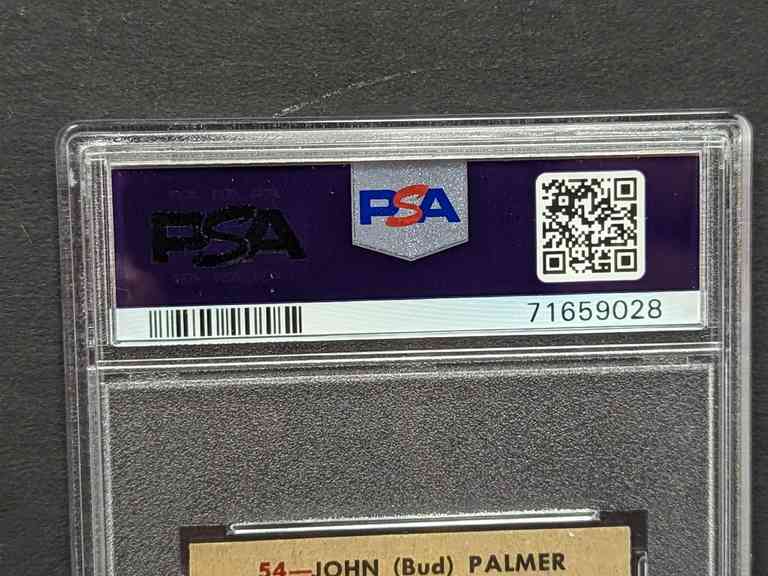 PSA
PSA
71659028
54—JOHN (Bud) PALMER